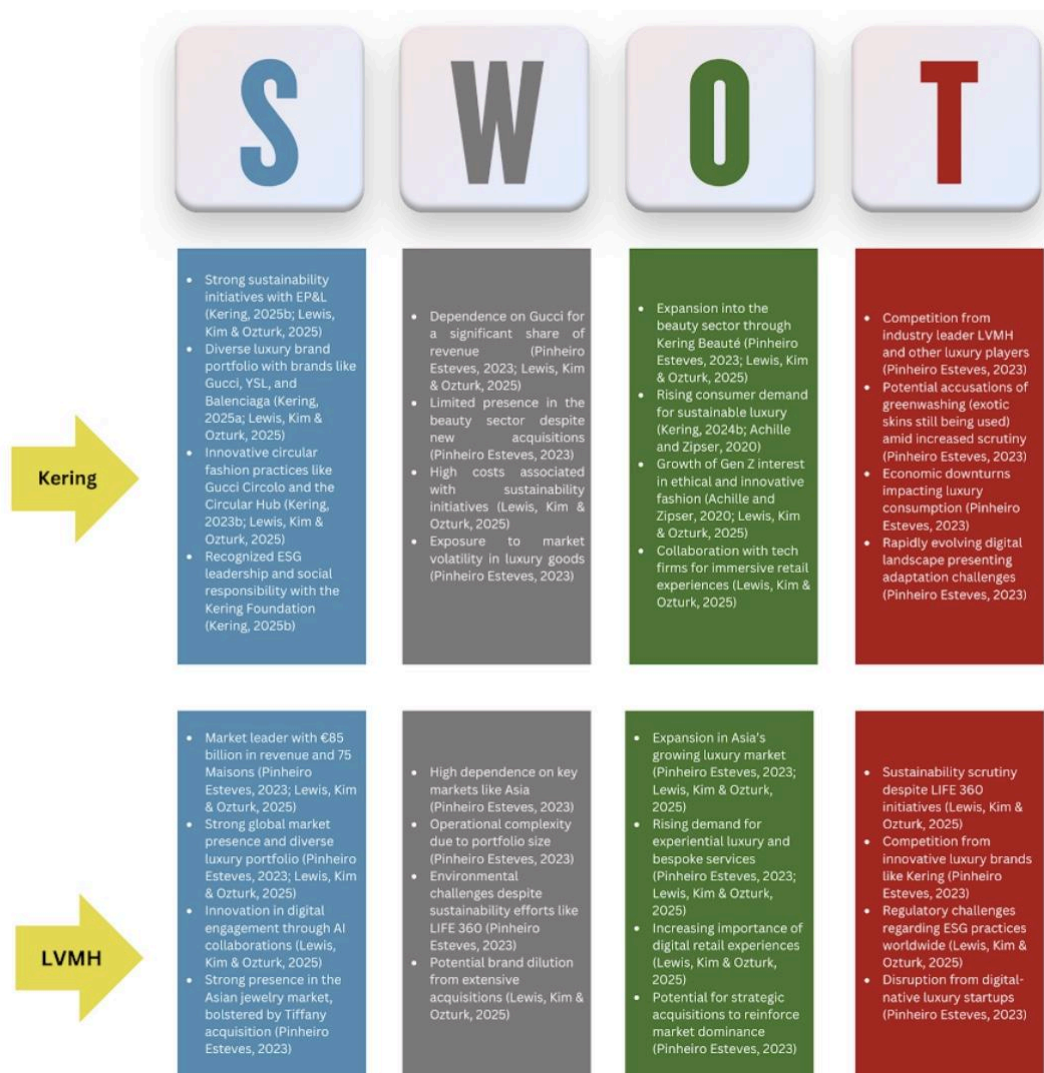 S
W
O
T
Kering
• Strong sustainability
initiatives with EP&L
(Kering, 2025b; Lewis,
Kim & Ozturk, 2025)
• Diverse luxury brand
portfolio with brands like
Gucci, YSL, and
Balenciaga (Kering,
2025a; Lewis, Kim &
Ozturk, 2025)
• Innovative circular
fashion practices like
Gucci Circolo and the
Circular Hub (Kering,
2023b; Lewis, Kim &
Ozturk, 2025)
• Recognized ESG
leadership and social
responsibility with the
Kering Foundation
(Kering, 2025b)
• Dependence on Gucci for
a significant share of
revenue (Pinheiro
Esteves, 2023; Lewis, Kim
& Ozturk, 2025)
• Limited presence in the
beauty sector despite
new acquisitions
(Pinheiro Esteves, 2023)
• High costs associated
with sustainability
initiatives (Lewis, Kim &
Ozturk, 2025)
• Exposure to market
volatility in luxury goods
(Pinheiro Esteves, 2023)
• Expansion into the
beauty sector through
Kering Beauté (Pinheiro
Esteves, 2023; Lewis, Kim
& Ozturk, 2025)
• Rising consumer demand
for sustainable luxury
(Kering, 2024b; Achille
and Zipser, 2020)
• Growth of Gen Z interest
in ethical and innovative
fashion (Achille and
Zipser, 2020; Lewis, Kim
& Ozturk, 2025)
• Collaboration with tech
firms for immersive retail
experiences (Lewis, Kim &
Ozturk, 2025)
• Competition from
industry leader LVMH
and other luxury players
(Pinheiro Esteves, 2023)
• Potential accusations of
greenwashing (exotic
skins still being used)
amid increased scrutiny
(Pinheiro Esteves, 2023)
• Economic downturns
impacting luxury
consumption (Pinheiro
Esteves, 2023)
• Rapidly evolving digital
landscape presenting
adaptation challenges
(Pinheiro Esteves, 2023)
LVMH
• Market leader with €85
billion in revenue and 75
Maisons (Pinheiro
Esteves, 2023; Lewis, Kim
& Ozturk, 2025)
• Strong global market
presence and diverse
luxury portfolio (Pinheiro
Esteves, 2023; Lewis, Kim
& Ozturk, 2025)
• Innovation in digital
engagement through AI
collaborations (Lewis,
Kim & Ozturk, 2025)
• Strong presence in the
Asian jewelry market,
bolstered by Tiffany
acquisition (Pinheiro
Esteves, 2023)
• High dependence on key
markets like Asia
(Pinheiro Esteves, 2023)
• Operational complexity
due to portfolio size
(Pinheiro Esteves, 2023)
• Environmental
challenges despite
sustainability efforts like
LIFE 360 (Pinheiro
Esteves, 2023)
• Potential brand dilution
from extensive
acquisitions (Lewis, Kim &
Ozturk, 2025)
• Expansion in Asia's
growing luxury market
(Pinheiro Esteves, 2023;
Lewis, Kim & Ozturk,
2025)
• Rising demand for
experiential luxury and
bespoke services
(Pinheiro Esteves, 2023;
Lewis, Kim & Ozturk,
2025)
• Increasing importance of
digital retail experiences
(Lewis, Kim & Ozturk,
2025)
• Potential for strategic
acquisitions to reinforce
market dominance
(Pinheiro Esteves, 2023)
• Sustainability scrutiny
despite LIFE 360
initiatives (Lewis, Kim &
Ozturk, 2025)
• Competition from
innovative luxury brands
like Kering (Pinheiro
Esteves, 2023)
• Regulatory challenges
regarding ESG practices
worldwide (Lewis, Kim &
Ozturk, 2025)
• Disruption from digital-
native luxury startups
(Pinheiro Esteves, 2023)